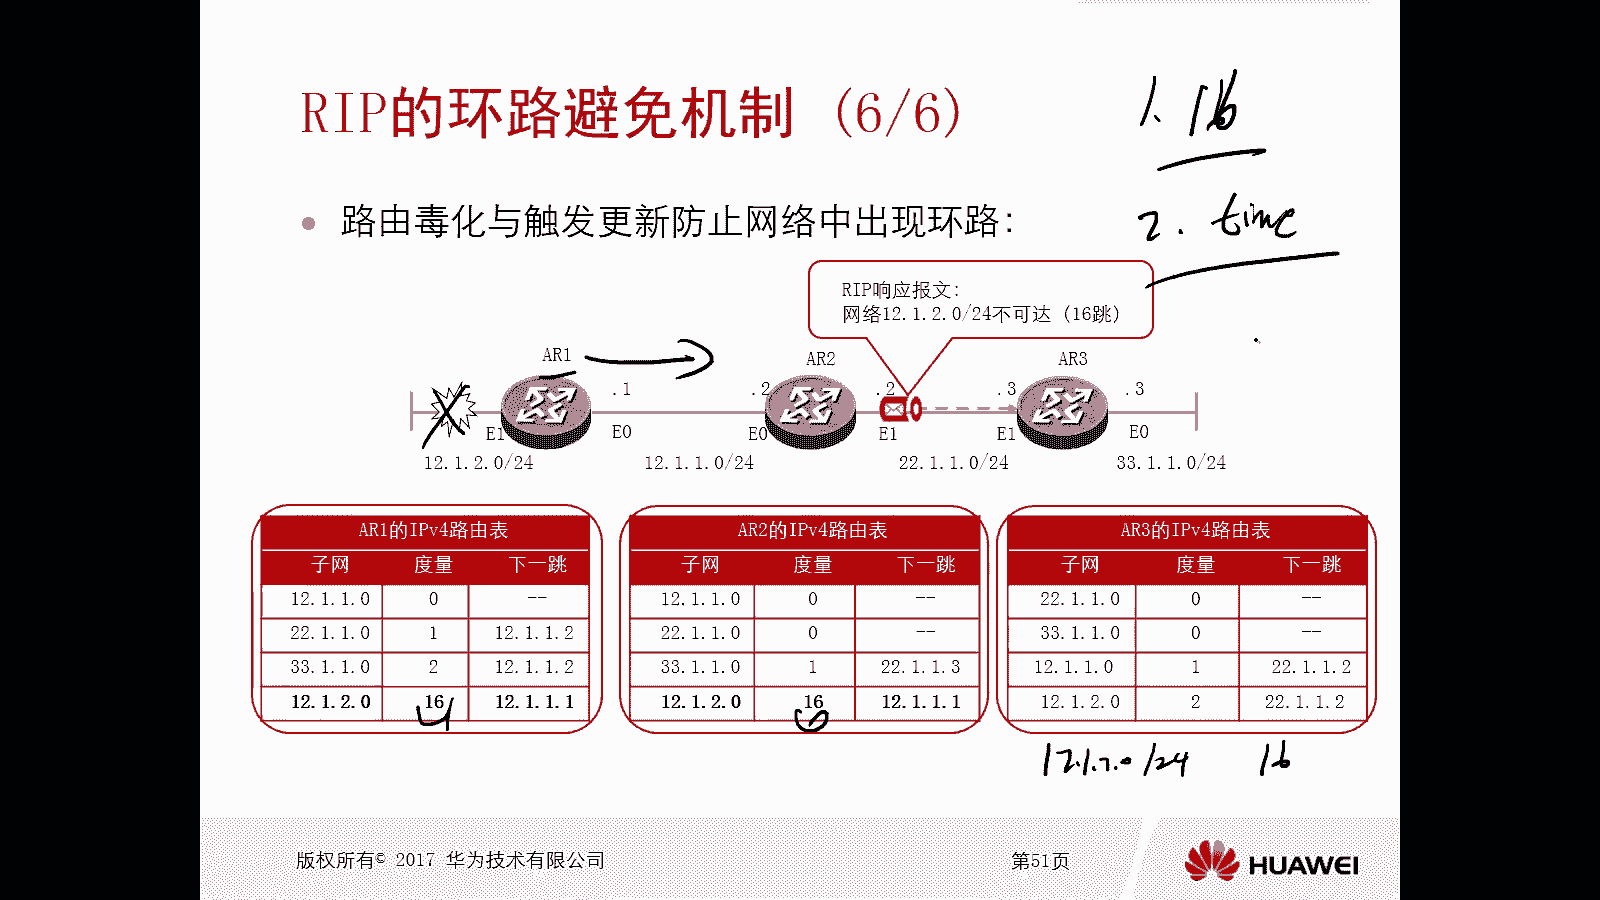 RIP的环路避免机制 (6/6)
1. 16
路由毒化与触发更新防止网络中出现环路：
2. time
RIP响应报文：
网络12.1.2.0/24不可达（16跳）
AR1 AR2 AR3
.1 .2 .2 .3 .3
E1 E0 E0 E1 E1 E0
12.1.2.0/24 12.1.1.0/24 22.1.1.0/24 33.1.1.0/24
AR1的IPv4路由表
子网 度量 下一跳
12.1.1.0 0 --
22.1.1.0 1 12.1.1.2
33.1.1.0 2 12.1.1.2
12.1.2.0 16 12.1.1.1
AR2的IPv4路由表
子网 度量 下一跳
12.1.1.0 0 --
22.1.1.0 0 --
33.1.1.0 1 22.1.1.3
12.1.2.0 16 12.1.1.1
AR3的IPv4路由表
子网 度量 下一跳
22.1.1.0 0 --
33.1.1.0 0 --
12.1.1.0 1 22.1.1.2
12.1.2.0 2 22.1.1.2
12.1.2.0/24 16
版权所有© 2017 华为技术有限公司
第51页
HUAWEI